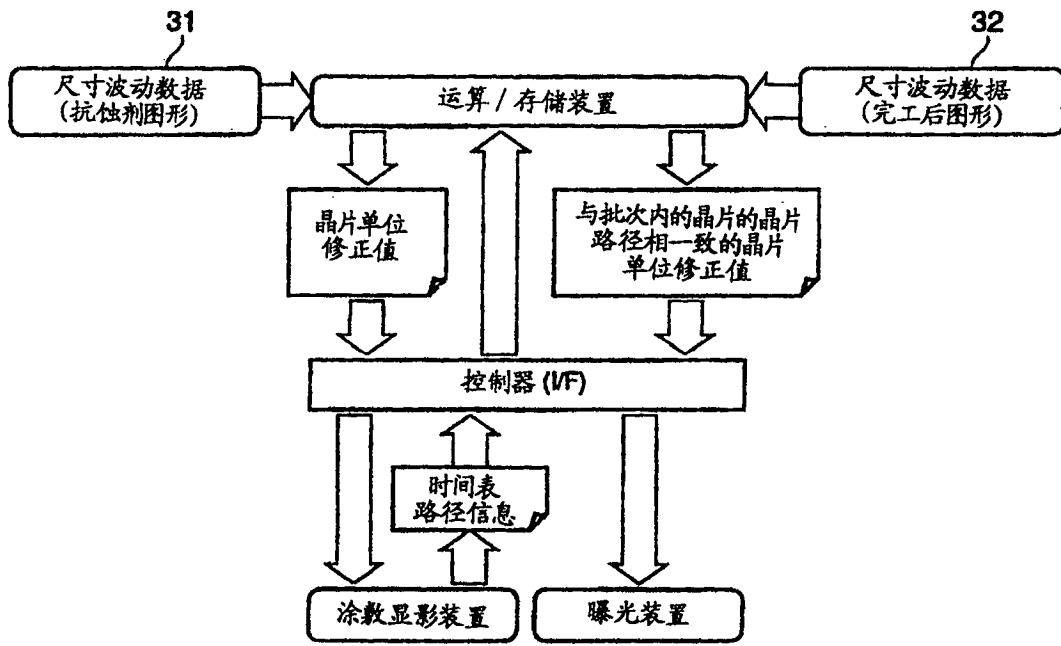 31
32
尺寸波动数据
(抗蚀剂图形)
运算/存储装置
尺寸波动数据
(完工后图形)
晶片单位
修正值
与批次内的晶片的晶片
路径相一致的晶片
单位修正值
控制器(I/F)
时间表
路径信息
涂敷显影装置
曝光装置